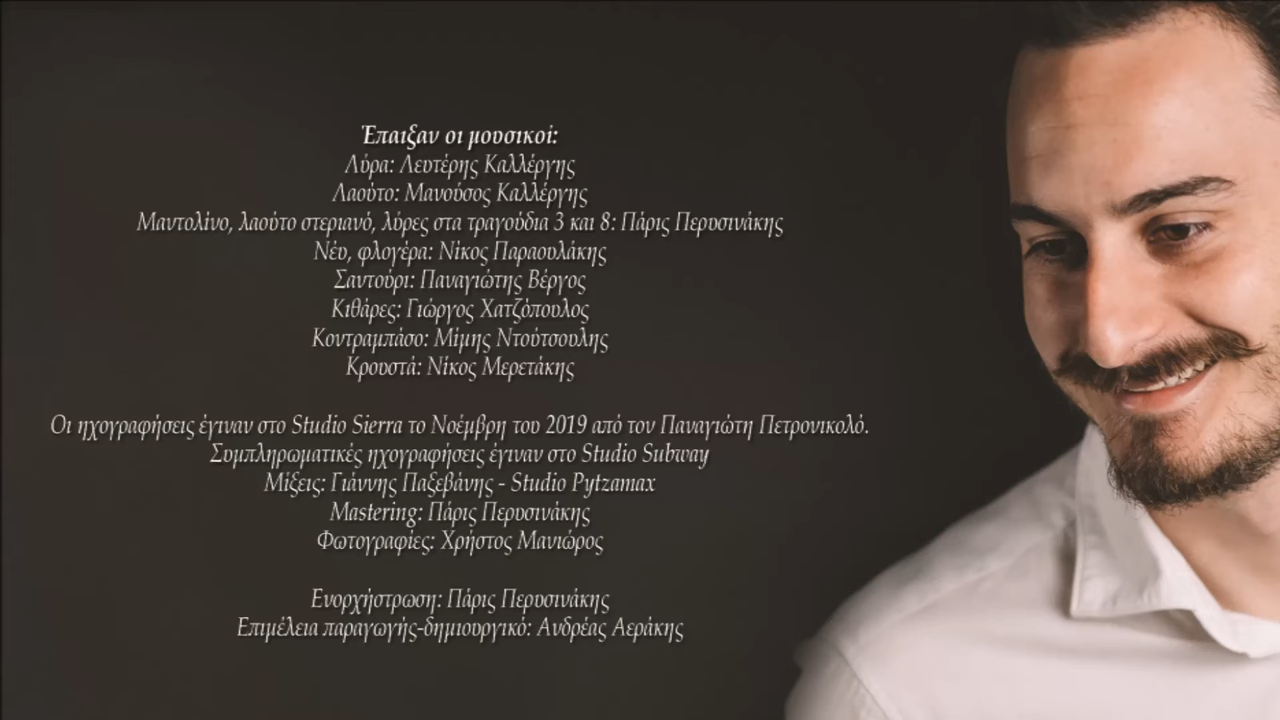 Έπαιξαν οι μουσικοί:
Λύρα: Λευτέρης Καλλέργης
Λαούτο: Μανούσος Καλλέργης
Μαντολίνο, λαούτο στεριανό, λύρες στα τραγούδια 3 και 8: Πάρις Περυσινάκης
Νέυ, φλογέρα: Νίκος Παραουλάκης
Σαντούρι: Παναγιώτης Βέργος
Κιθάρες: Γιώργος Χατζόπουλος
Κοντραμπάσο: Μίμης Ντούτσουλης
Κρουστά: Νίκος Μερετάκης
Οι ηχογραφήσεις έγιναν στο Studio Sierra το Νοέμβρη του 2019 από τον Παναγιώτη Πετρονικολό.
Συμπληρωματικές ηχογραφήσεις έγιναν στο Studio Subway
Μίξεις: Γιάννης Παξεβάνης - Studio Pytzamax
Mastering: Πάρις Περυσινάκης
Φωτογραφίες: Χρήστος Μανιώρος
Ενορχήστρωση: Πάρις Περυσινάκης
Επιμέλεια παραγωγής-δημιουργικό: Ανδρέας Αεράκης